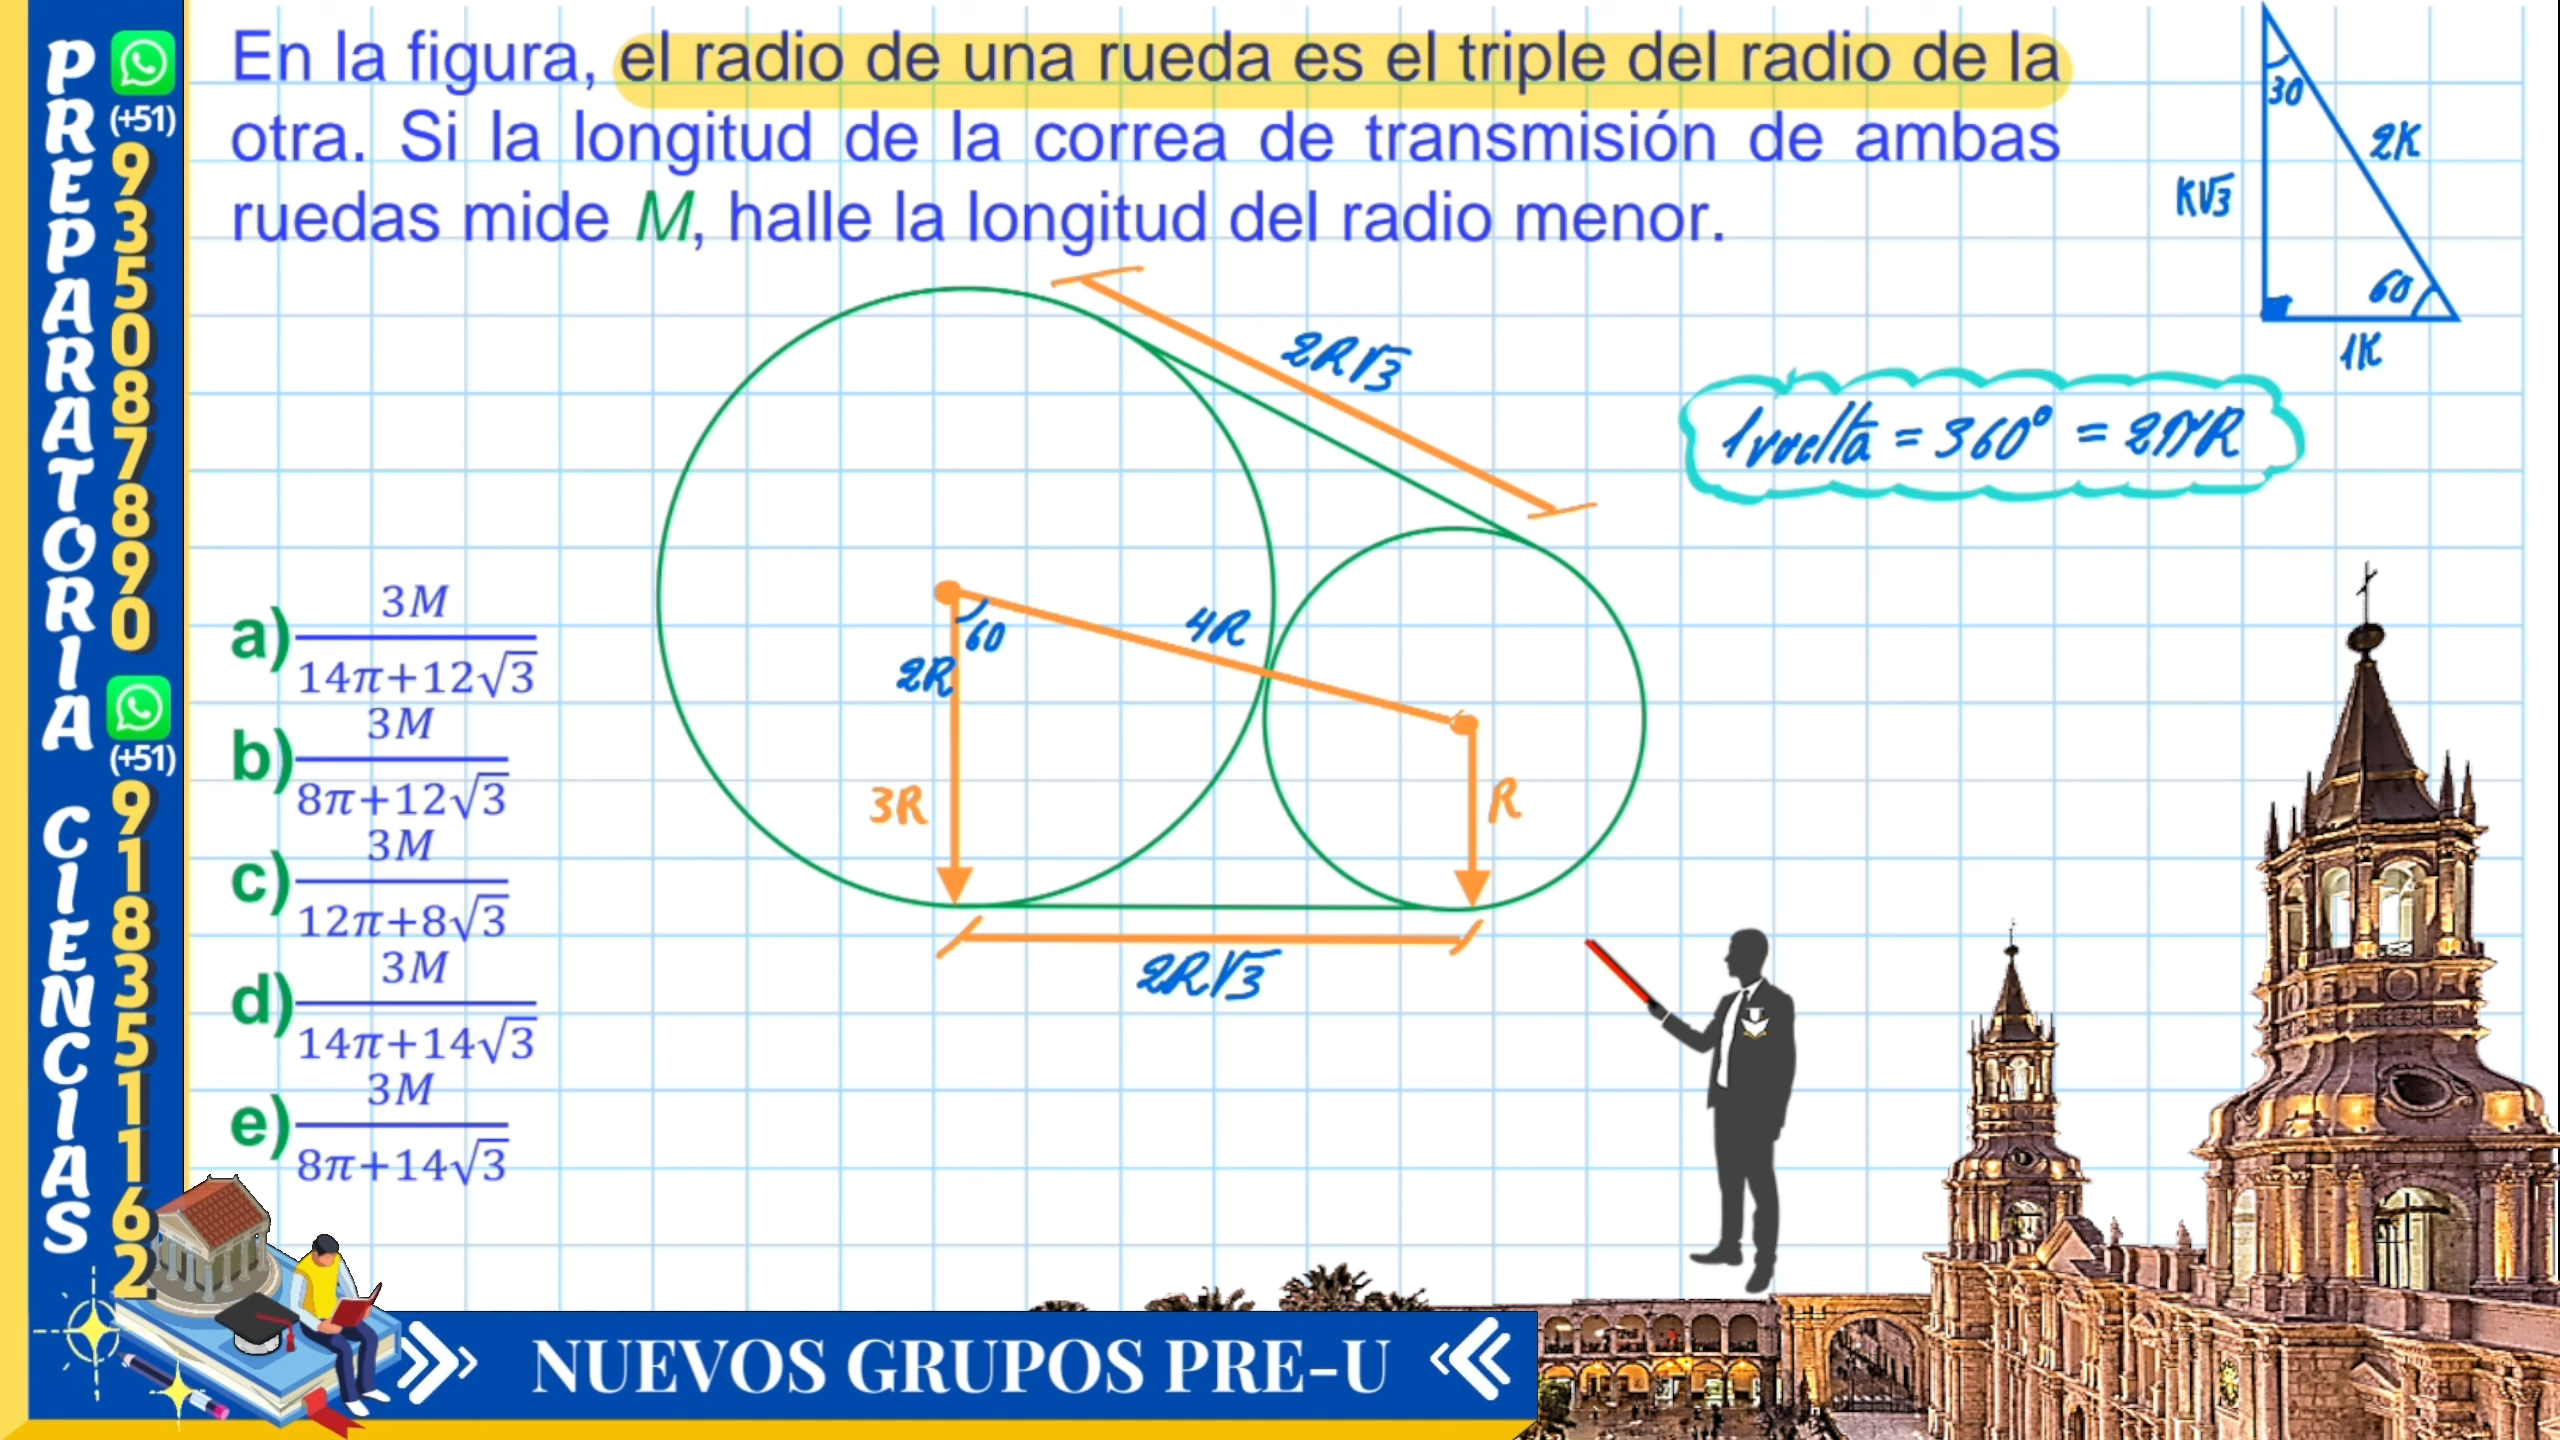 En la figura, el radio de una rueda es el triple del radio de la
otra. Si la longitud de la correa de transmisión de ambas
ruedas mide M, halle la longitud del radio menor.
a) 3M / 14π+12√3
b) 3M / 8π+12√3
c) 3M / 12π+8√3
d) 3M / 14π+14√3
e) 3M / 8π+14√3
2R√3
60
4R
2R
3R
R
2R√3
30
2K
K√3
60
1K
1 vuelta = 360° = 2πR
PREPARATORIA CIENCIAS
(+51)
935087890
(+51)
918351162
NUEVOS GRUPOS PRE-U